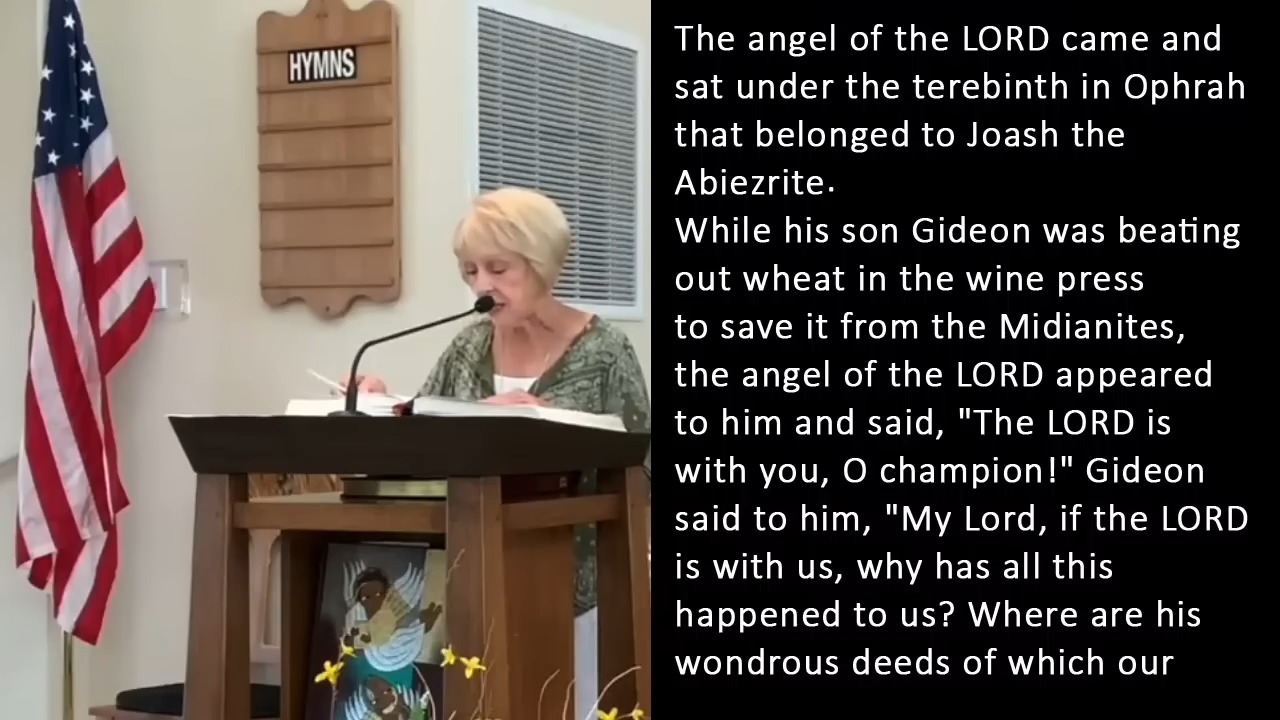 HYMNS
The angel of the LORD came and
sat under the terebinth in Ophrah
that belonged to Joash the
Abiezrite.
While his son Gideon was beating
out wheat in the wine press
to save it from the Midianites,
the angel of the LORD appeared
to him and said, "The LORD is
with you, O champion!" Gideon
said to him, "My Lord, if the LORD
is with us, why has all this
happened to us? Where are his
wondrous deeds of which our